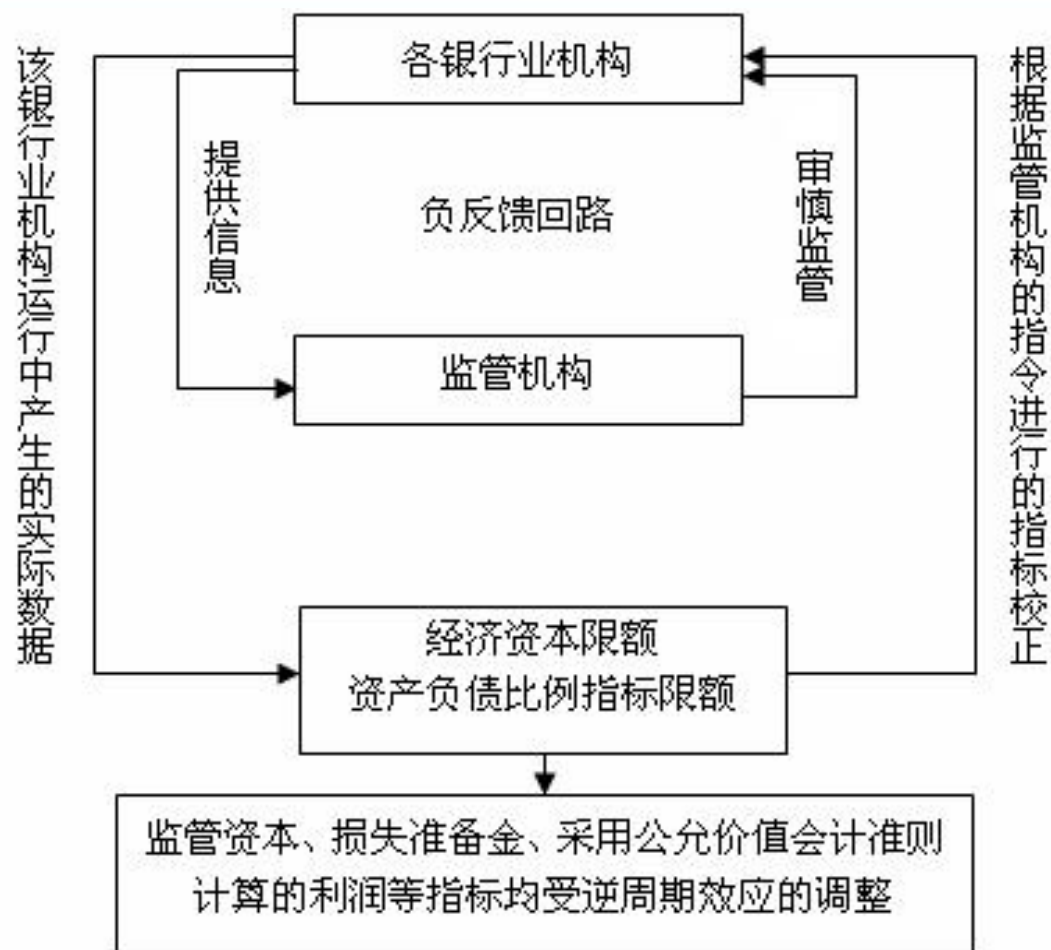 各银行业机构
该银行业机构运行中产生的实际数据
提供信息
负反馈回路
审慎监管
根据监管机构的指令进行的指标校正
监管机构
经济资本限额
资产负债比例指标限额
监管资本、损失准备金、采用公允价值会计准则
计算的利润等指标均受逆周期效应的调整